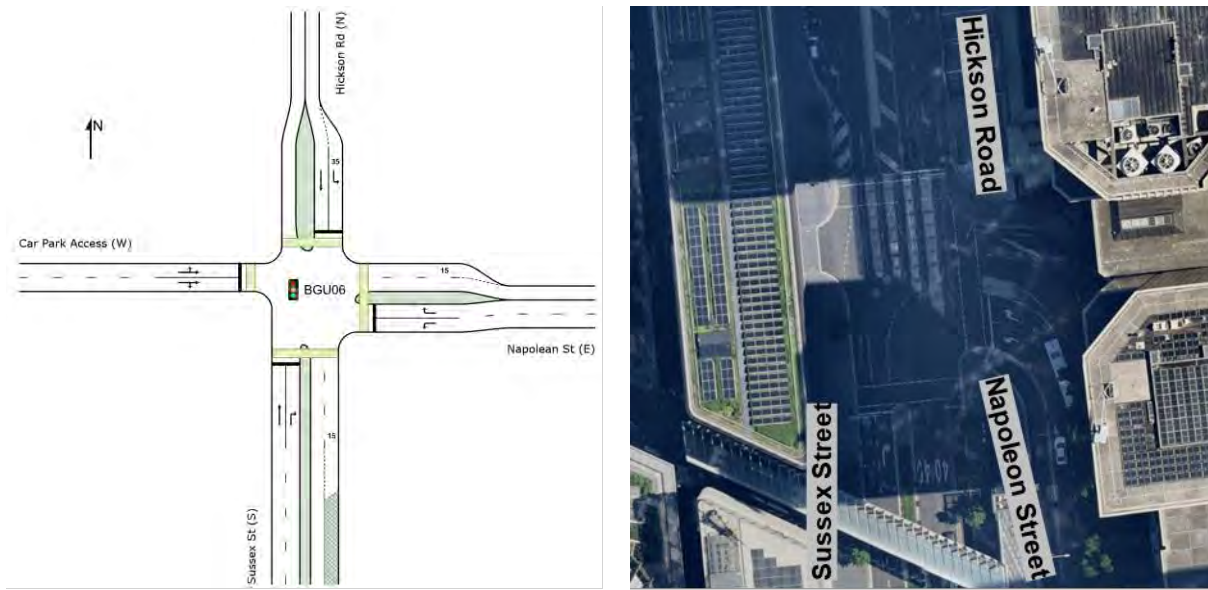 Hickson Rd (N)
N
35
Car Park Access (W)
15
BGU06
Napolean St (E)
15
Sussex St (S)
Hickson Road
Sussex Street
Napoleon Street